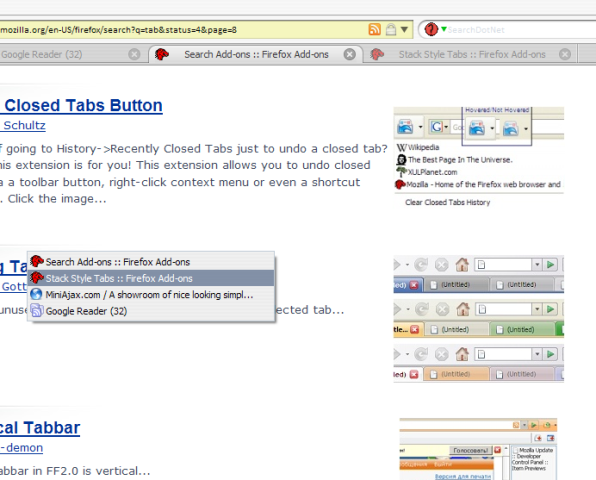 mozilla.org/en-US/firefox/search?q=tab&status=4&page=8
SearchDotNet
Google Reader (32)
Search Add-ons :: Firefox Add-ons
Stack Style Tabs :: Firefox Add-ons
Closed Tabs Button
Schultz
f going to History->Recently Closed Tabs just to undo a closed tab?
his extension is for you! This extension allows you to undo closed
a a toolbar button, right-click context menu or even a shortcut
. Click the image...
Hovered/Not Hovered
G
Wikipedia
The Best Page In The Universe.
XULPlanet.com
Mozilla - Home of the Firefox web browser and
Clear Closed Tabs History
g Ta
Gott
unuse
ected tab...
Search Add-ons :: Firefox Add-ons
Stack Style Tabs :: Firefox Add-ons
MiniAjax.com / A showroom of nice looking simpl...
Google Reader (32)
ed)
(Untitled)
(Untitled)
tle...
(Untitled)
(Untitled)
led)
(Untitled)
(Untitled)
cal Tabbar
-demon
abbar in FF2.0 is vertical...
Голосовать!
Версия для печати
Mozilla Update
:: Developer
Control Panel ::
Item Previews